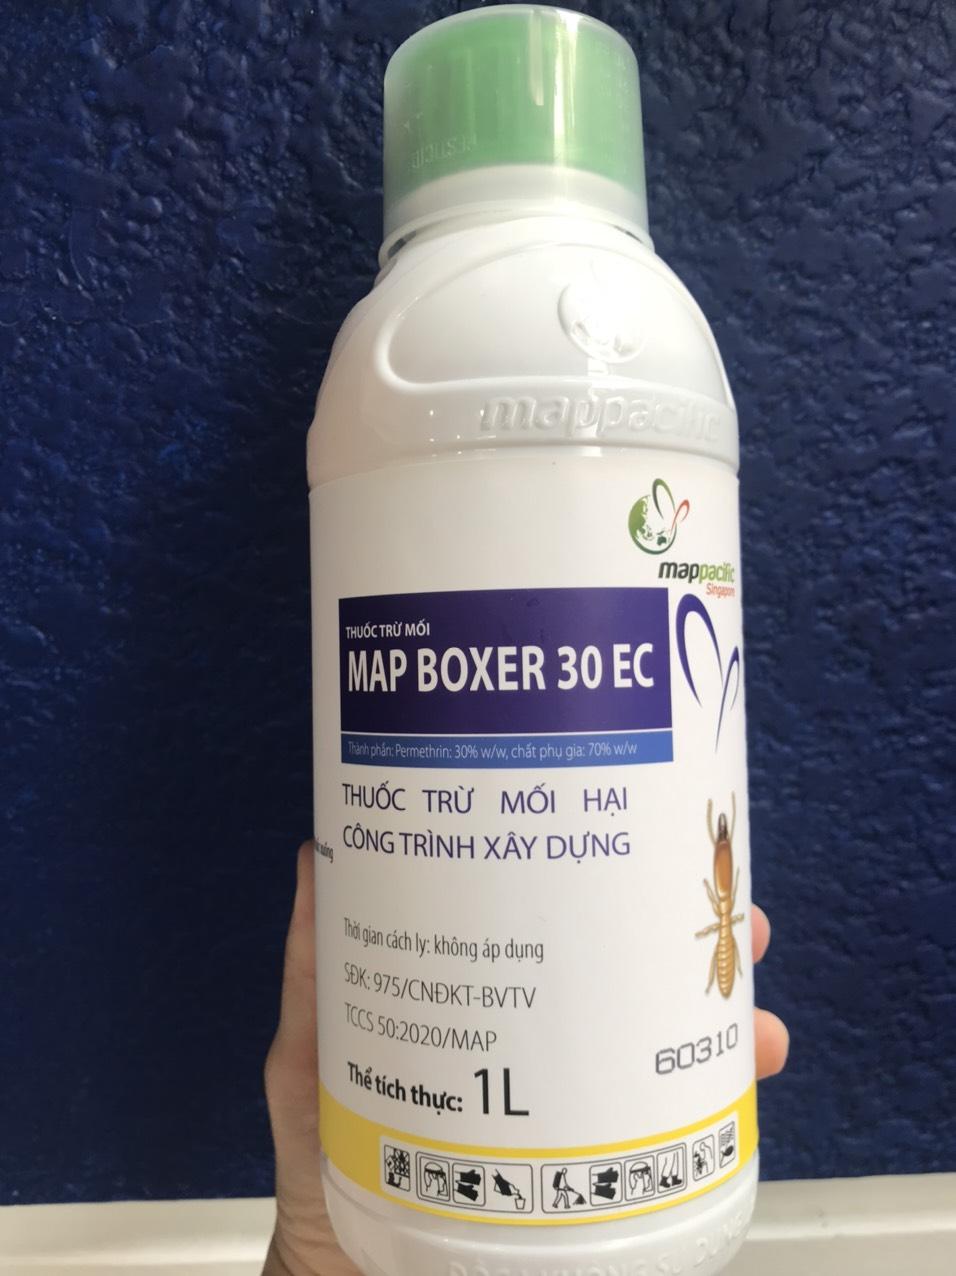 mappacific
mappacific
Singapore
THUỐC TRỪ MỐI
MAP BOXER 30 EC
Thành phần: Permethrin: 30% w/w, chất phụ gia: 70% w/w
THUỐC TRỪ MỐI HẠI
CÔNG TRÌNH XÂY DỰNG
Thời gian cách ly: không áp dụng
SĐK: 975/CNĐKT-BVTV
TCCS 50:2020/MAP
60310
Thể tích thực: 1L